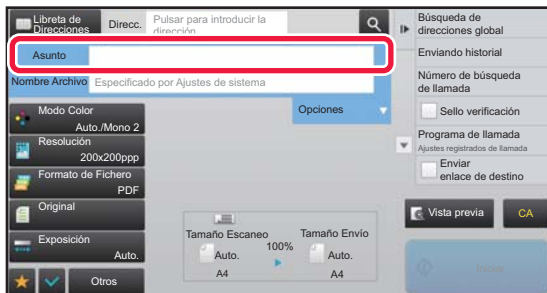 Libreta de
Direcciones
Direcc.
Pulsar para introducir la
dirección
Asunto
Nombre Archivo
Especificado por Ajustes de sistema
Opciones
Modo Color
Auto./Mono 2
Resolución
200x200ppp
Formato de Fichero
PDF
Original
Exposición
Auto.
Otros
Tamaño Escaneo
100%
Tamaño Envío
Auto.
A4
Auto.
A4
Búsqueda de
direcciones global
Enviando historial
Número de búsqueda
de llamada
Sello verificación
Programa de llamada
Ajustes registrados de llamada
Enviar
enlace de destino
Vista previa
CA
Iniciar